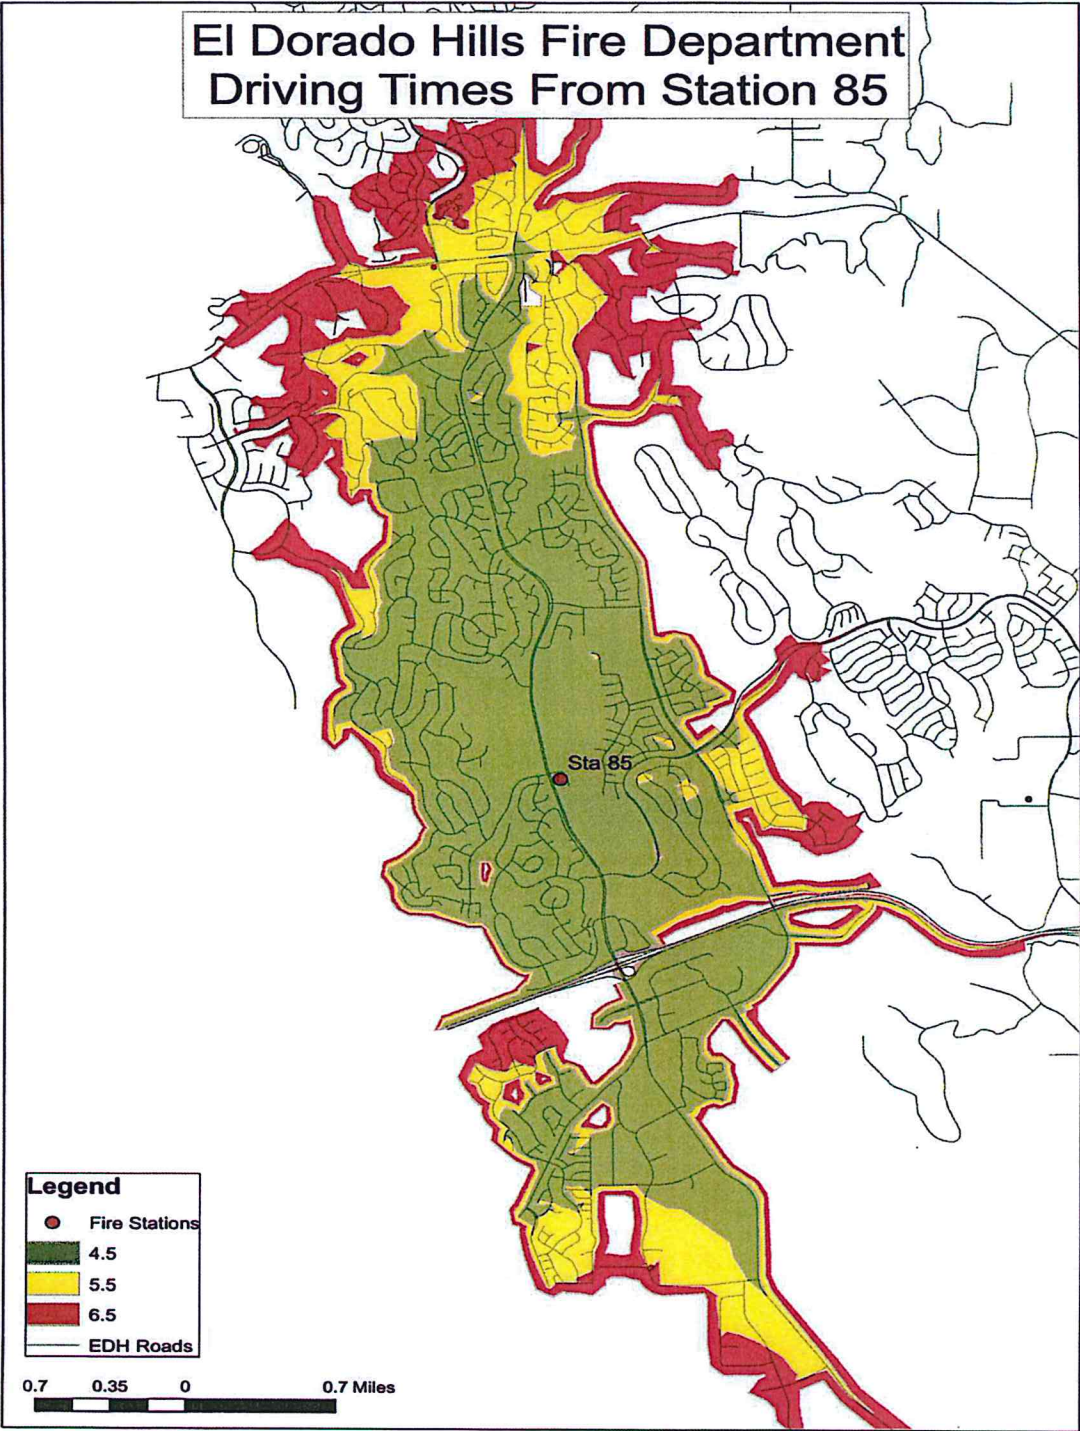 El Dorado Hills Fire Department
Driving Times From Station 85
Sta 85
Legend
Fire Stations
4.5
5.5
6.5
EDH Roads
0.7 0.35 0 0.7 Miles